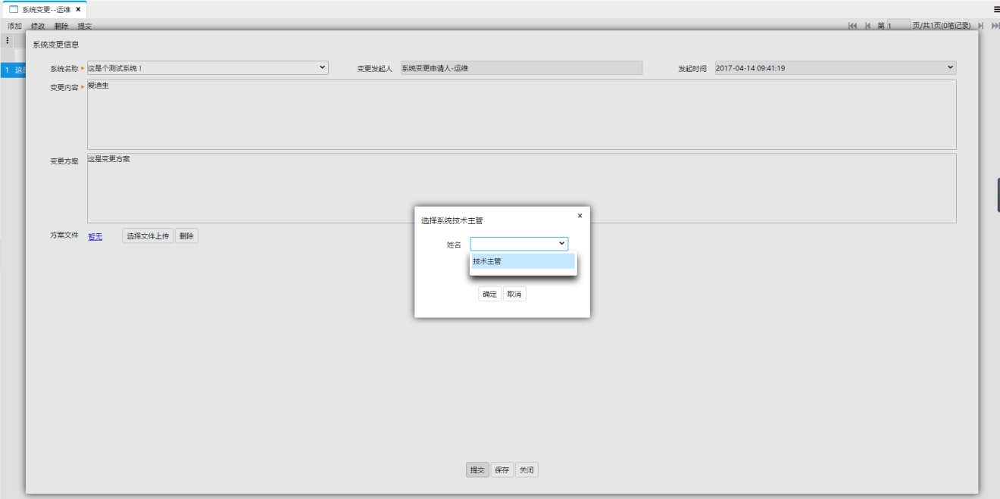 系统变更--运维 x
添加 修改 删除 提交 第 1 页/共1页(0笔记录)
系统变更信息
1 这是
系统名称 这是个测试系统！ 变更发起人 系统变更申请人-运维 发起时间 2017-04-14 09:41:19
变更内容 爱迪生
变更方案 这是变更方案
方案文件 暂无 选择文件上传 删除
选择系统技术主管 x
姓名
技术主管
确定 取消
提交 保存 关闭